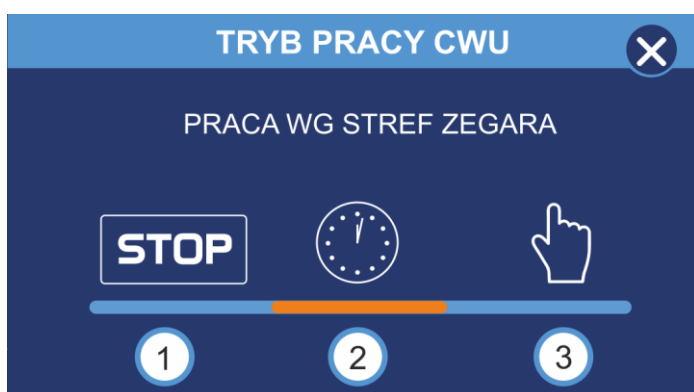 TRYB PRACY CWU
PRACA WG STREF ZEGARA
STOP
1 2 3